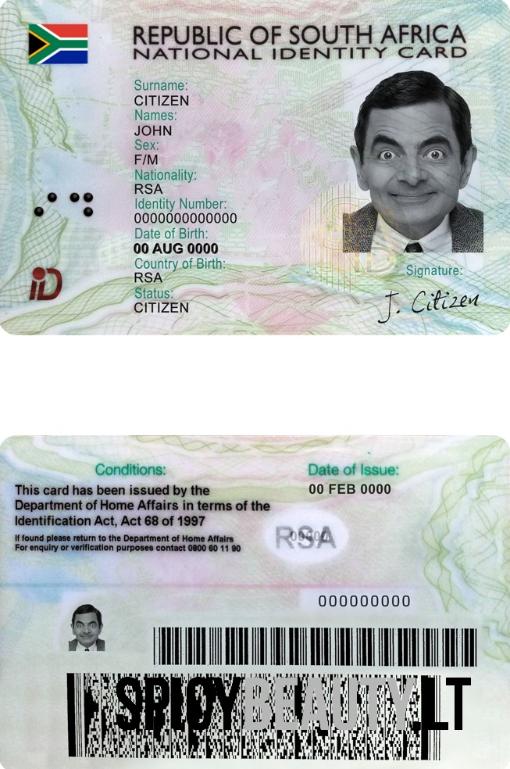 REPUBLIC OF SOUTH AFRICA
NATIONAL IDENTITY CARD
Surname:
CITIZEN
Names:
JOHN
Sex:
F/M
Nationality:
RSA
Identity Number:
0000000000000
Date of Birth:
00 AUG 0000
Country of Birth:
RSA
Status:
CITIZEN
Signature:
J. Citizen
iD
Conditions:
This card has been issued by the
Department of Home Affairs in terms of the
Identification Act, Act 68 of 1997
If found please return to the Department of Home Affairs
For enquiry or verification purposes contact 0800 60 11 90
Date of Issue:
00 FEB 0000
RSA
000000000
SPICYBEAUTY.LT